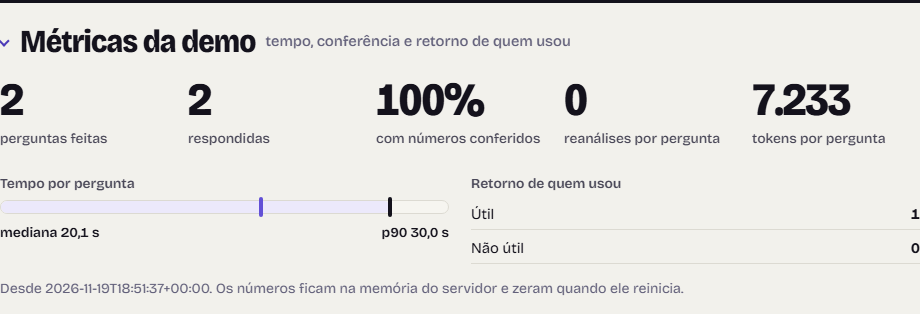 Métricas da demo tempo, conferência e retorno de quem usou
2 2 100% 0 7.233
perguntas feitas respondidas com números conferidos reanálises por pergunta tokens por pergunta
Tempo por pergunta
mediana 20,1 s p90 30,0 s
Retorno de quem usou
Útil 1
Não útil 0
Desde 2026-11-19T18:51:37+00:00. Os números ficam na memória do servidor e zeram quando ele reinicia.